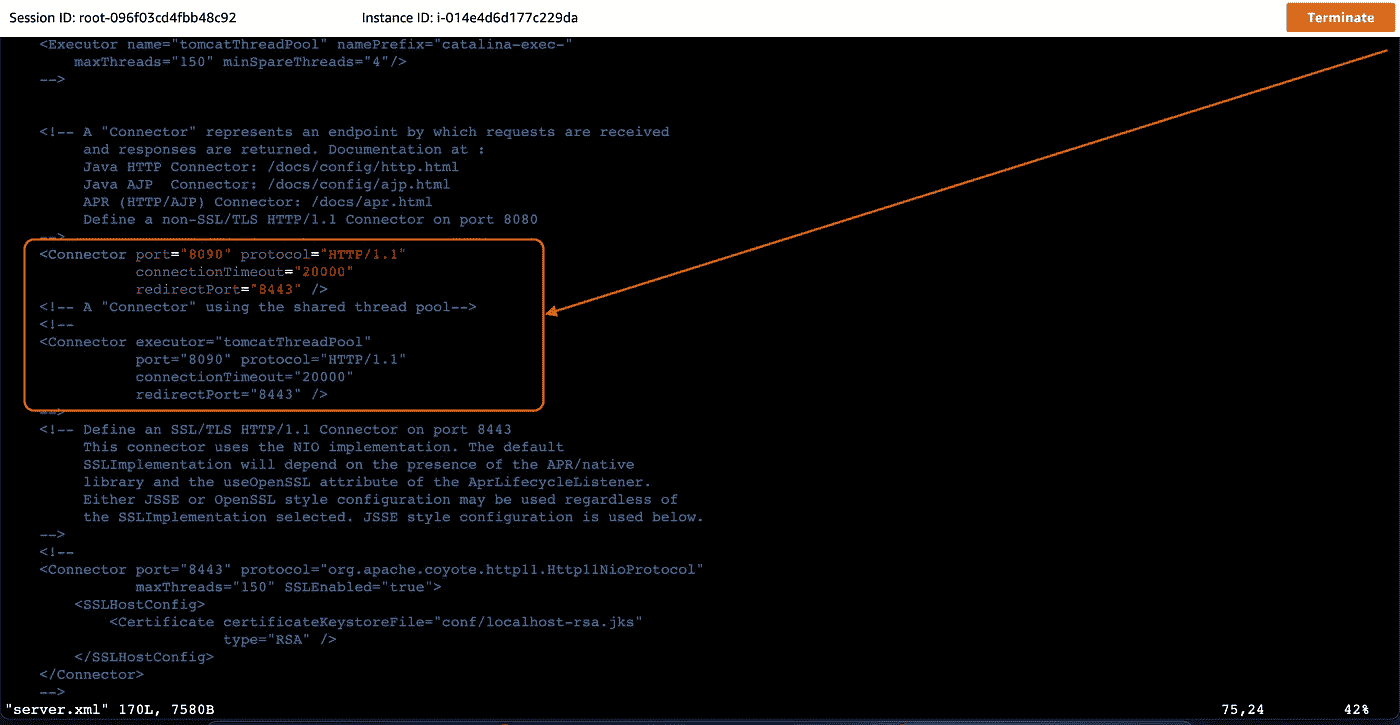 Session ID: root-096f03cd4fbb48c92 Instance ID: i-014e4d6d177c229da Terminate
<Executor name="tomcatThreadPool" namePrefix="catalina-exec-"
maxThreads="150" minSpareThreads="4"/>
-->
<!-- A "Connector" represents an endpoint by which requests are received
and responses are returned. Documentation at :
Java HTTP Connector: /docs/config/http.html
Java AJP  Connector: /docs/config/ajp.html
APR (HTTP/AJP) Connector: /docs/apr.html
Define a non-SSL/TLS HTTP/1.1 Connector on port 8080
-->
<Connector port="8090" protocol="HTTP/1.1"
connectionTimeout="20000"
redirectPort="8443" />
<!-- A "Connector" using the shared thread pool-->
<!--
<Connector executor="tomcatThreadPool"
port="8090" protocol="HTTP/1.1"
connectionTimeout="20000"
redirectPort="8443" />
-->
<!-- Define an SSL/TLS HTTP/1.1 Connector on port 8443
This connector uses the NIO implementation. The default
SSLImplementation will depend on the presence of the APR/native
library and the useOpenSSL attribute of the AprLifecycleListener.
Either JSSE or OpenSSL style configuration may be used regardless of
the SSLImplementation selected. JSSE style configuration is used below.
-->
<!--
<Connector port="8443" protocol="org.apache.coyote.http11.Http11NioProtocol"
maxThreads="150" SSLEnabled="true">
<SSLHostConfig>
<Certificate certificateKeystoreFile="conf/localhost-rsa.jks"
type="RSA" />
</SSLHostConfig>
</Connector>
-->
"server.xml" 170L, 7580B 75,24 42%